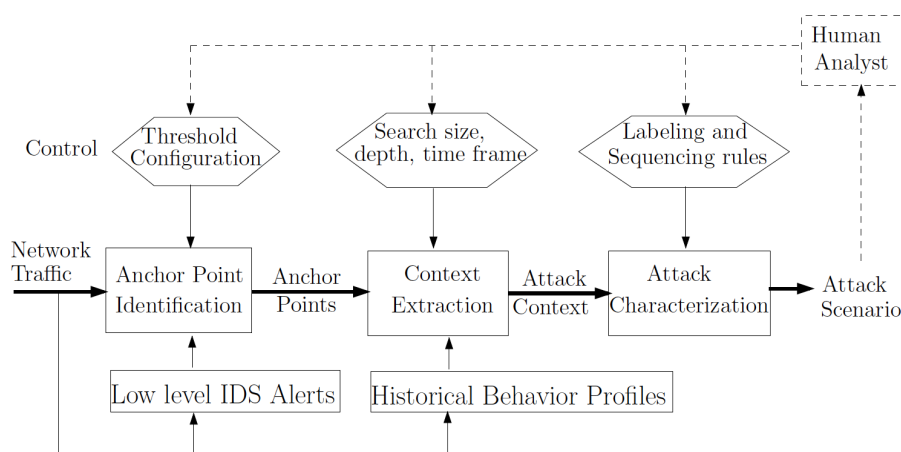 Human
Analyst
Control
Threshold
Configuration
Search size,
depth, time frame
Labeling and
Sequencing rules
Network
Traffic
Anchor Point
Identification
Anchor
Points
Context
Extraction
Attack
Context
Attack
Characterization
Attack
Scenario
Low level IDS Alerts
Historical Behavior Profiles